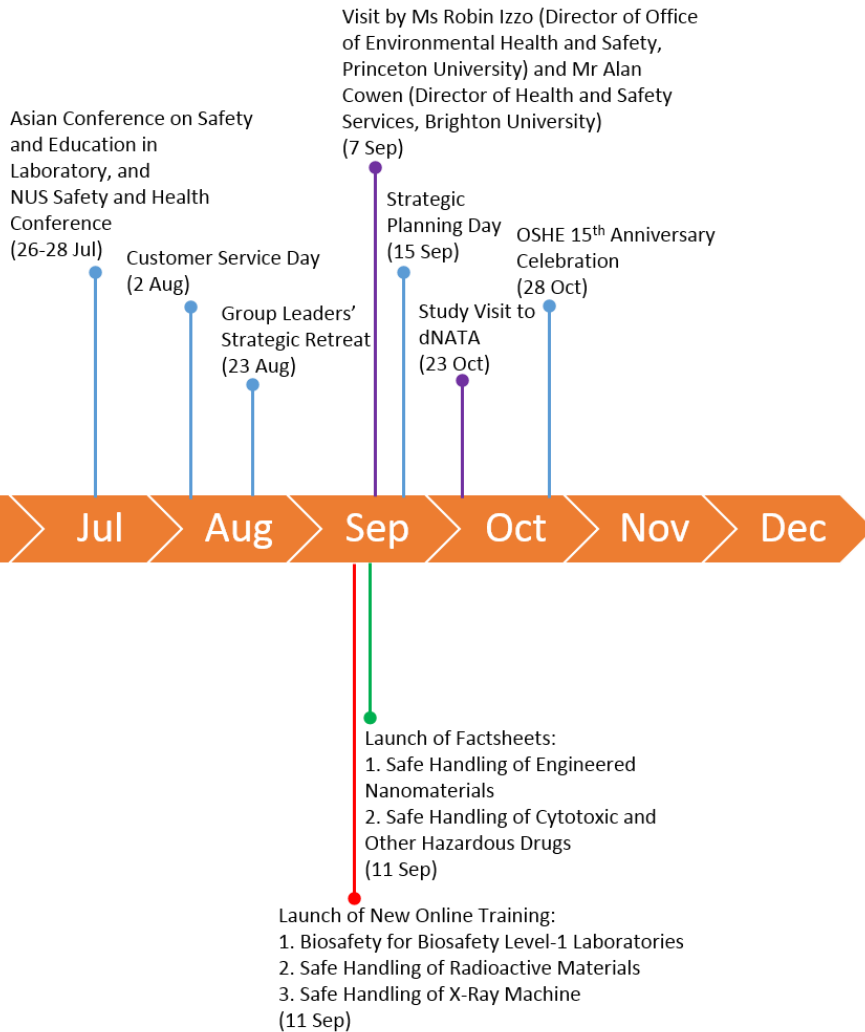 Visit by Ms Robin Izzo (Director of Office
of Environmental Health and Safety,
Princeton University) and Mr Alan
Cowen (Director of Health and Safety
Services, Brighton University)
(7 Sep)
Asian Conference on Safety
and Education in
Laboratory, and
NUS Safety and Health
Conference
(26-28 Jul)
Customer Service Day
(2 Aug)
Group Leaders’
Strategic Retreat
(23 Aug)
Strategic
Planning Day
(15 Sep)
Study Visit to
dNATA
(23 Oct)
OSHE 15th Anniversary
Celebration
(28 Oct)
Jul Aug Sep Oct Nov Dec
Launch of Factsheets:
1. Safe Handling of Engineered
Nanomaterials
2. Safe Handling of Cytotoxic and
Other Hazardous Drugs
(11 Sep)
Launch of New Online Training:
1. Biosafety for Biosafety Level-1 Laboratories
2. Safe Handling of Radioactive Materials
3. Safe Handling of X-Ray Machine
(11 Sep)